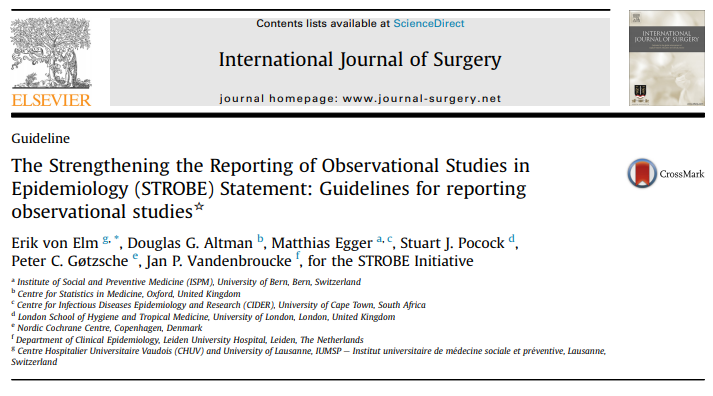 Contents lists available at ScienceDirect
International Journal of Surgery
journal homepage: www.journal-surgery.net
ELSEVIER
INTERNATIONAL
JOURNAL OF SURGERY
Guideline
The Strengthening the Reporting of Observational Studies in
Epidemiology (STROBE) Statement: Guidelines for reporting
observational studies☆
CrossMark
Erik von Elm g, *, Douglas G. Altman b, Matthias Egger a, c, Stuart J. Pocock d,
Peter C. Gøtzsche e, Jan P. Vandenbroucke f, for the STROBE Initiative
a Institute of Social and Preventive Medicine (ISPM), University of Bern, Bern, Switzerland
b Centre for Statistics in Medicine, Oxford, United Kingdom
c Centre for Infectious Diseases Epidemiology and Research (CIDER), University of Cape Town, South Africa
d London School of Hygiene and Tropical Medicine, University of London, London, United Kingdom
e Nordic Cochrane Centre, Copenhagen, Denmark
f Department of Clinical Epidemiology, Leiden University Hospital, Leiden, The Netherlands
g Centre Hospitalier Universitaire Vaudois (CHUV) and University of Lausanne, IUMSP — Institut universitaire de médecine sociale et préventive, Lausanne,
Switzerland